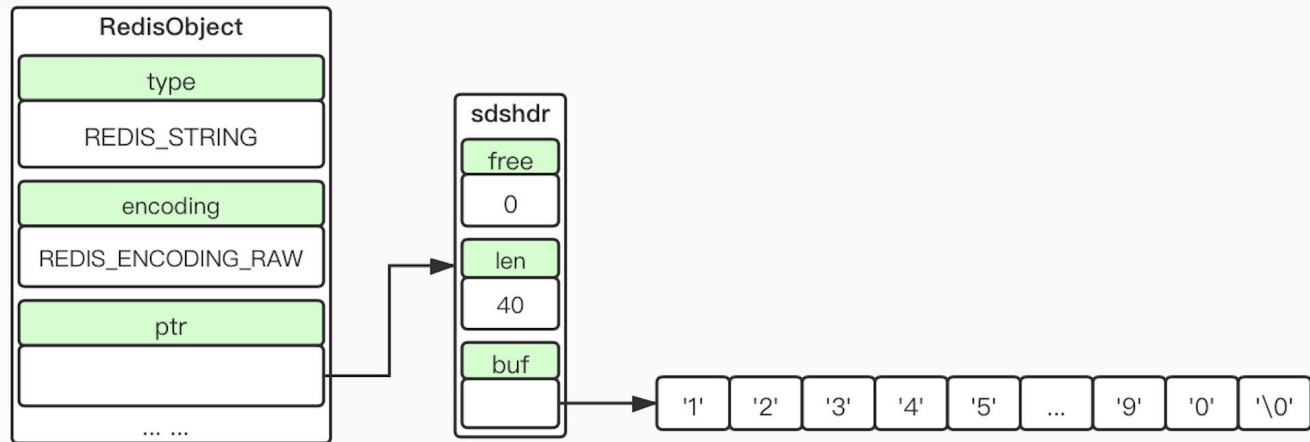 RedisObject
type
REDIS_STRING
encoding
REDIS_ENCODING_RAW
ptr
... ...
sdshdr
free
0
len
40
buf
'1' '2' '3' '4' '5' ... '9' '0' '\0'